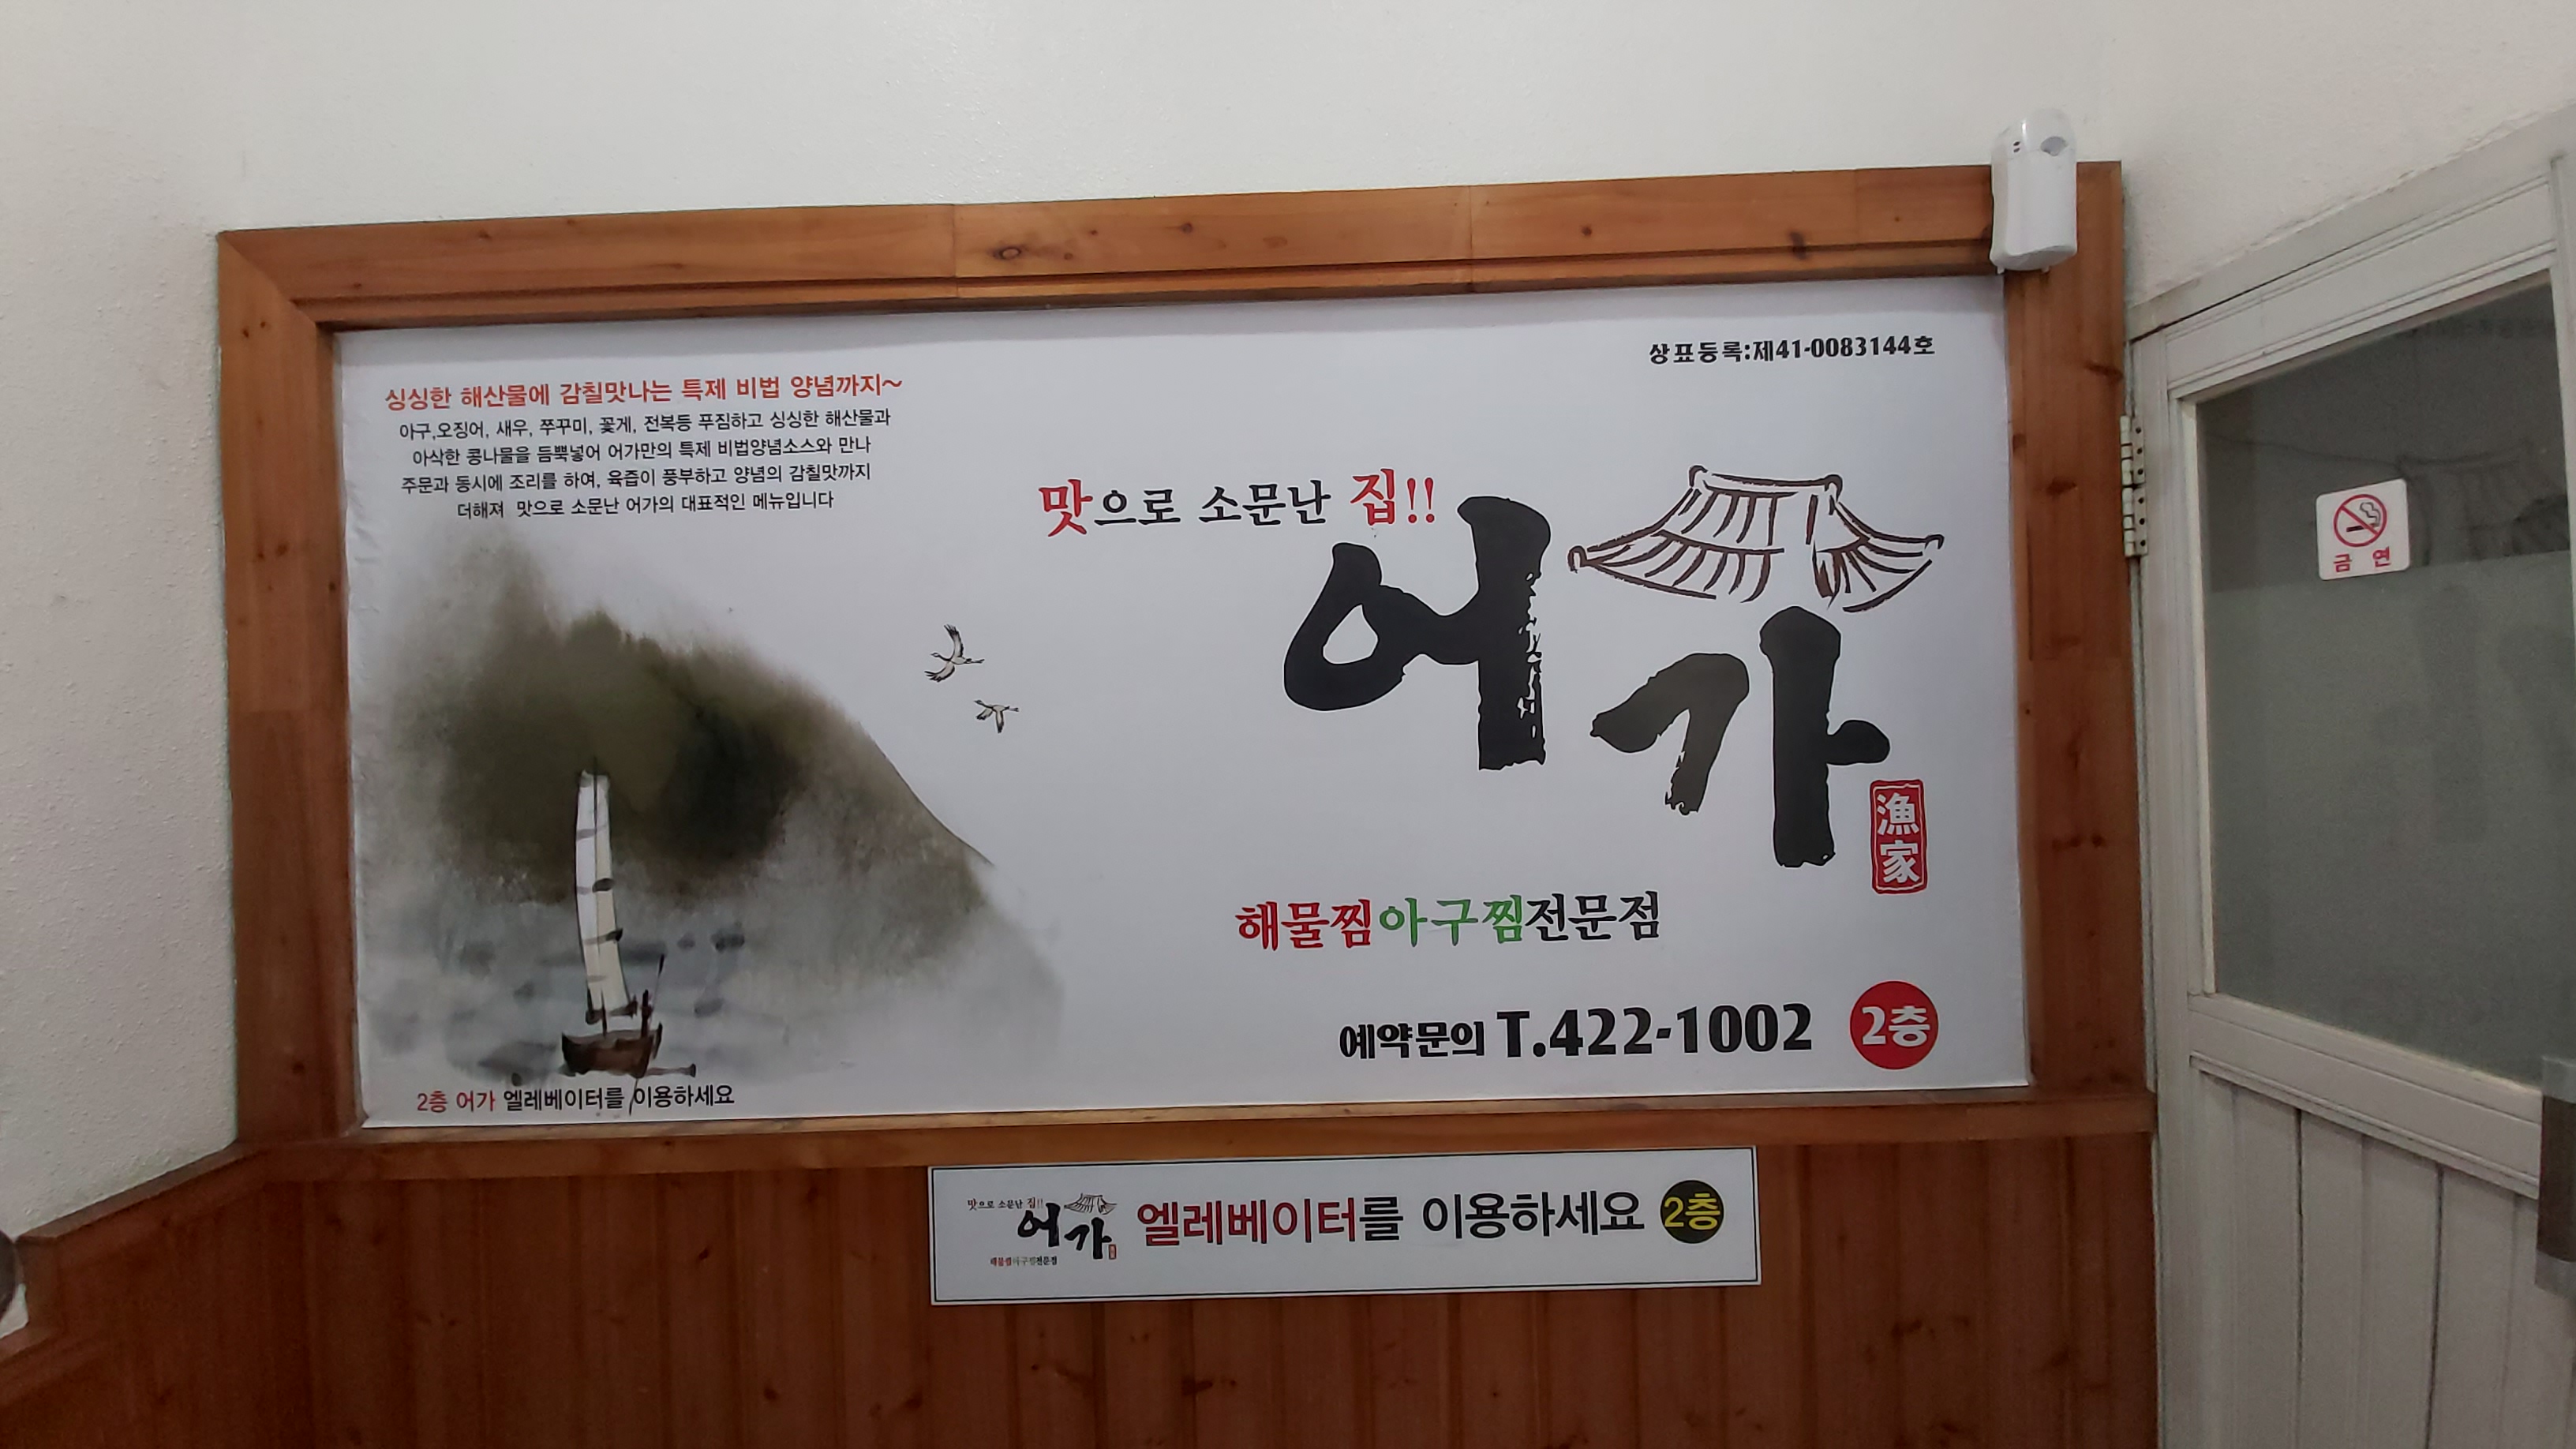 상표등록:제41-0083144호
싱싱한 해산물에 감칠맛나는 특제 비법 양념까지~
아구,오징어, 새우, 쭈꾸미, 꽃게, 전복등 푸짐하고 싱싱한 해산물과
아삭한 콩나물을 듬뿍넣어 어가만의 특제 비법양념소스와 만나
주문과 동시에 조리를 하여, 육즙이 풍부하고 양념의 감칠맛까지
더해져 맛으로 소문난 어가의 대표적인 메뉴입니다
맛으로 소문난 집!!
어가
漁家
해물찜아구찜전문점
예약문의 T.422-1002 2층
2층 어가 엘레베이터를 이용하세요
금 연
맛으로 소문난 집!!
어가
해물찜아구찜전문점
엘레베이터를 이용하세요 2층